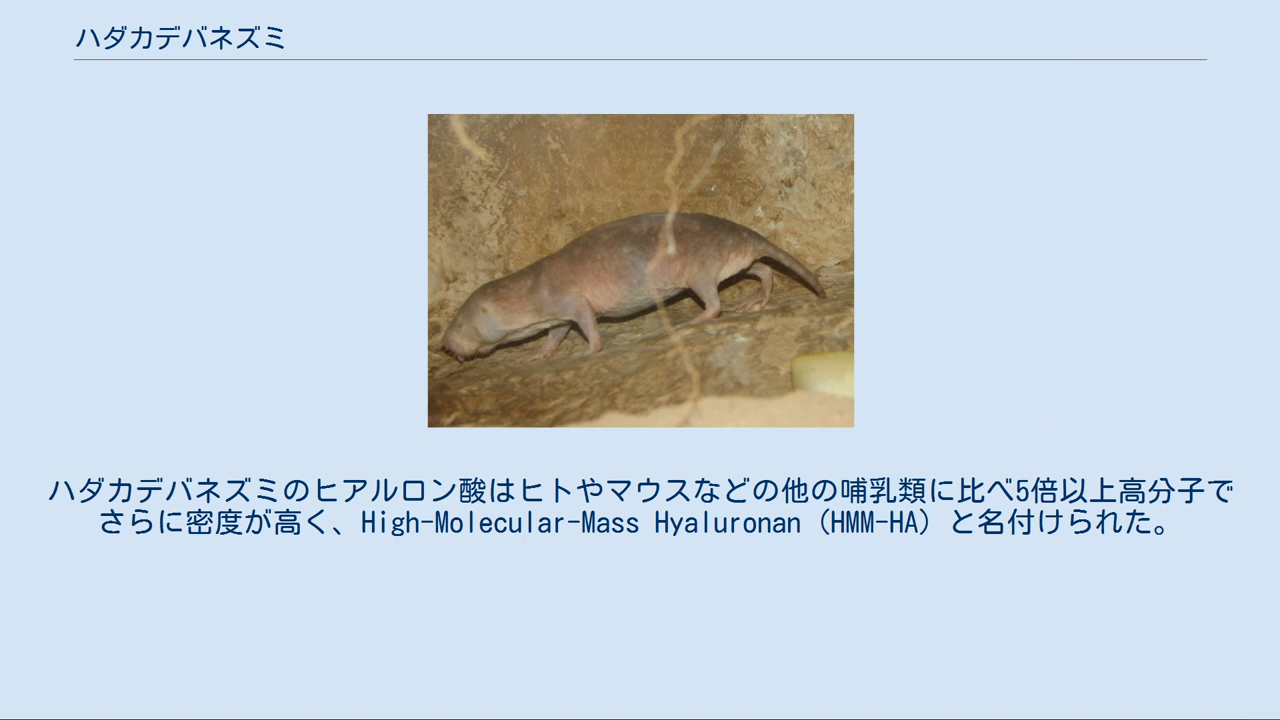 ハダカデバネズミ
ハダカデバネズミのヒアルロン酸はヒトやマウスなどの他の哺乳類に比べ5倍以上高分子で
さらに密度が高く、High-Molecular-Mass Hyaluronan（HMM-HA）と名付けられた。